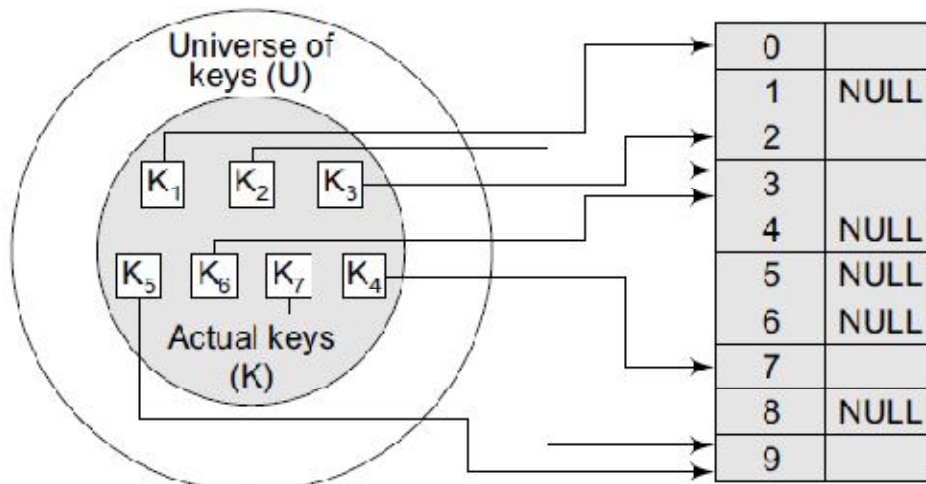 Universe of
keys (U)
K₁ K₂ K₃
K₅ K₆ K₇ K₄
Actual keys
(K)
0
1 NULL
2
3
4 NULL
5 NULL
6 NULL
7
8 NULL
9